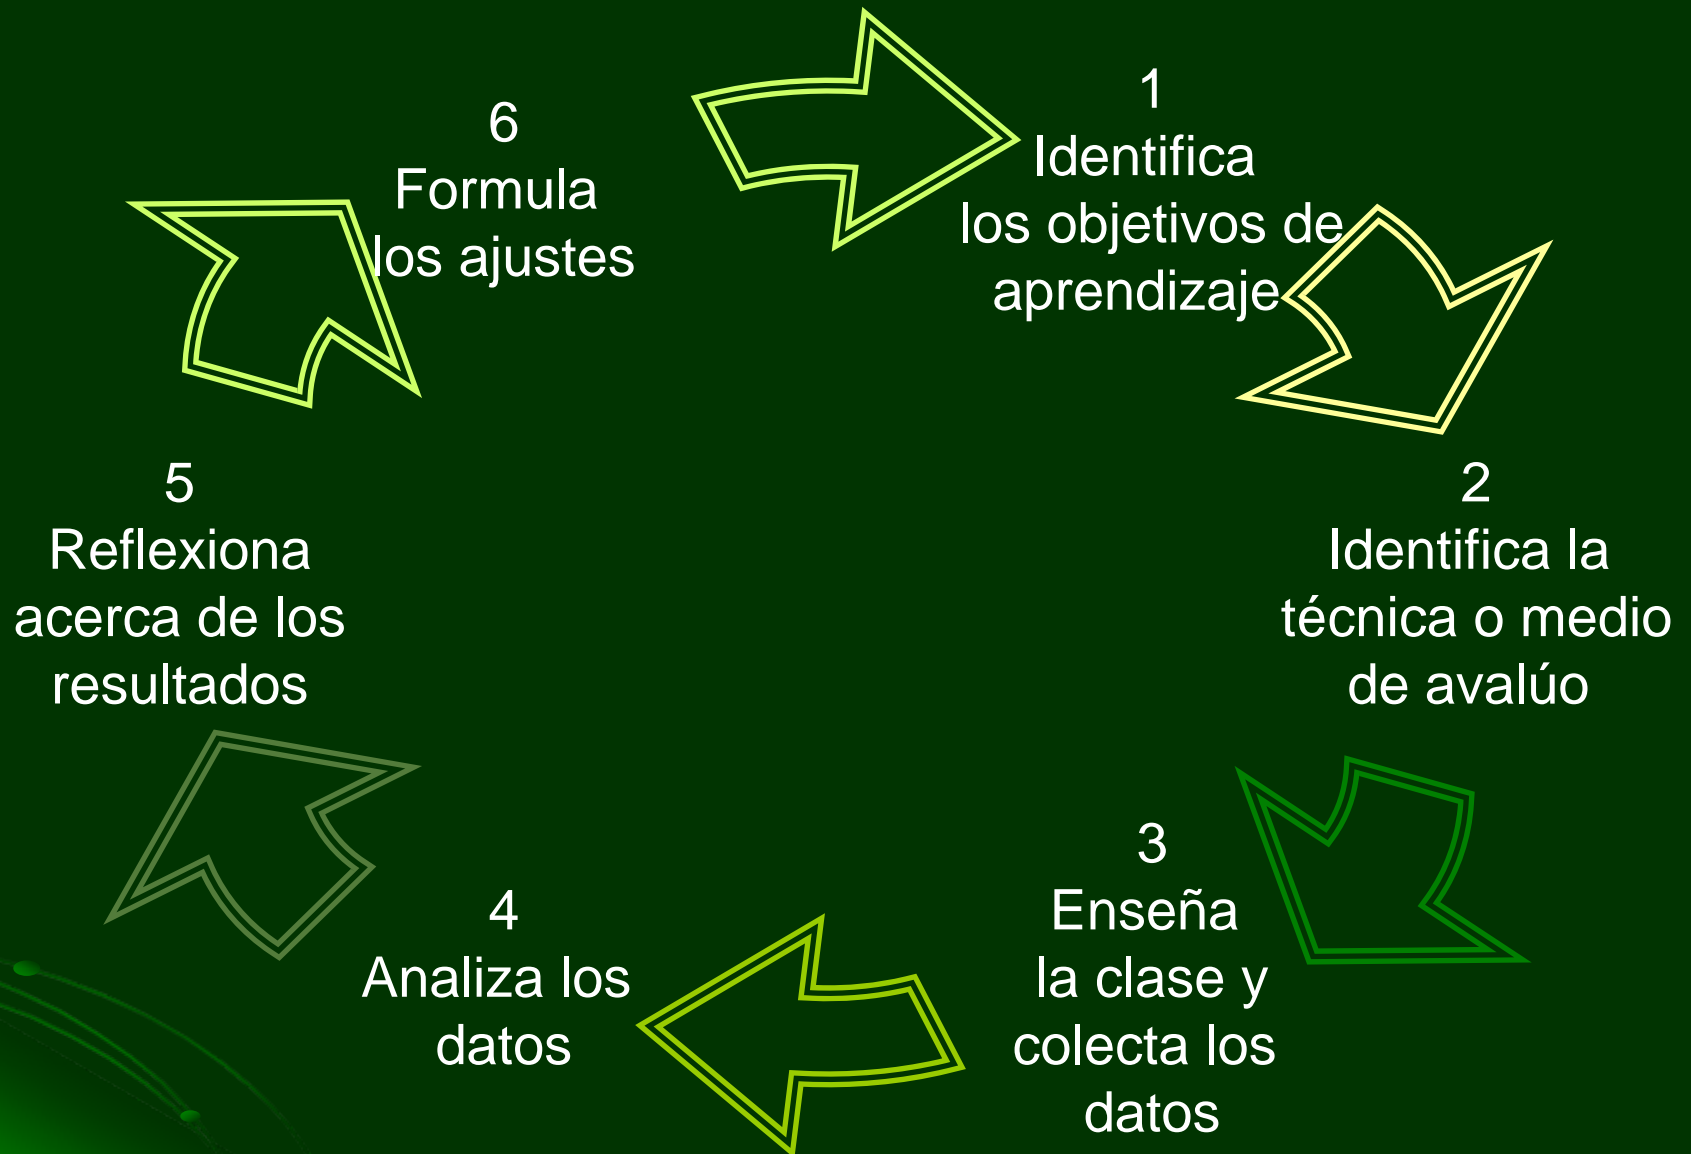 1
Identifica
los objetivos de
aprendizaje
2
Identifica la
técnica o medio
de avalúo
3
Enseña
la clase y
colecta los
datos
4
Analiza los
datos
5
Reflexiona
acerca de los
resultados
6
Formula
los ajustes